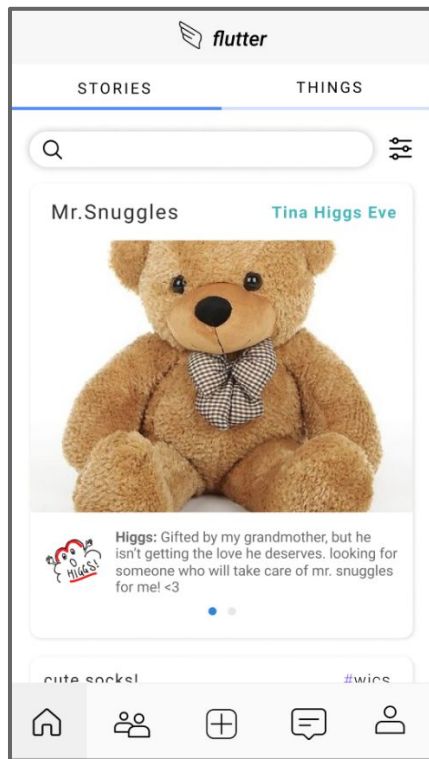 flutter
STORIES THINGS
Mr.Snuggles Tina Higgs Eve
HIGGS!
Higgs: Gifted by my grandmother, but he
isn't getting the love he deserves. looking for
someone who will take care of mr. snuggles
for me! <3
cute socks! #wics